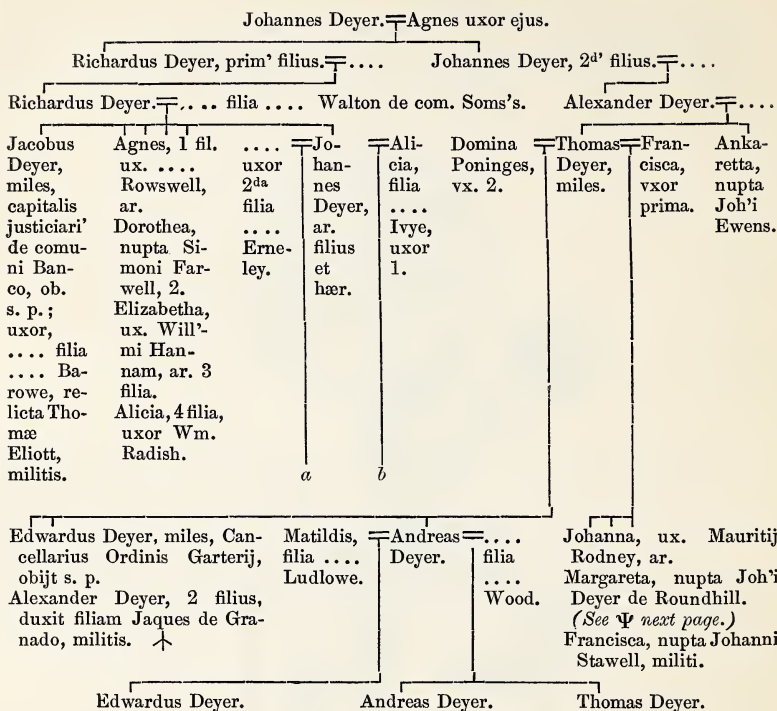 Johannes Deyer. Agnes uxor ejus.
Richardus Deyer, prim' filius. ....
Johannes Deyer, 2d' filius. ....
Richardus Deyer. .... filia .... Walton de com. Soms's.
Alexander Deyer. ....
Jacobus
Deyer,
miles,
capitalis
justiciari'
de comu-
ni Ban-
co, ob.
s. p.;
uxor,
.... filia
.... Ba-
rowe, re-
licta Tho-
mæ
Eliott,
militis.
Agnes, 1 fil.
ux. ....
Rowswell,
ar.
Dorothea,
nupta Si-
moni Far-
well, 2.
Elizabetha,
ux. Will'-
mi Han-
nam, ar. 3
filia.
Alicia, 4 filia,
uxor Wm.
Radish.
....
uxor
2da
filia
....
Erne-
ley.
Jo-
han-
nes
Deyer,
ar.
filius
et
hær.
Ali-
cia,
filia
....
Ivye,
uxor
1.
Domina
Poninges,
vx. 2.
Thomas
Deyer,
miles.
Fran-
cisca,
vxor
prima.
Anka-
retta,
nupta
Joh'i
Ewens.
a
b
Edwardus Deyer, miles, Can-
cellarius Ordinis Garterij,
obijt s. p.
Alexander Deyer, 2 filius,
duxit filiam Jaques de Gra-
nado, militis.
Matildis,
filia ....
Ludlowe.
Andreas
Deyer.
....
filia
....
Wood.
Johanna, ux. Mauritij
Rodney, ar.
Margareta, nupta Joh'i
Deyer de Roundhill.
(See Ψ next page.)
Francisca, nupta Johanni
Stawell, militi.
Edwardus Deyer.
Andreas Deyer.
Thomas Deyer.